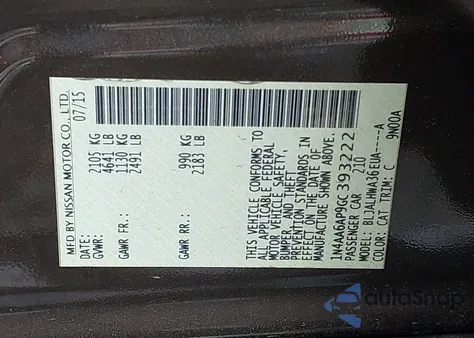 MFD BY NISSAN MOTOR CO., LTD. 07/15
GVWR: 2105 KG
4641 LB
GAWR FR: 1130 KG
2491 LB
GAWR RR: 990 KG
2183 LB
THIS VEHICLE CONFORMS TO
ALL APPLICABLE FEDERAL
MOTOR VEHICLE SAFETY,
BUMPER, AND THEFT
PREVENTION STANDARDS IN
EFFECT ON THE DATE OF
MANUFACTURE SHOWN ABOVE.
1N4AA6AP9GC393222
PASSENGER CAR 210
MODEL: BLJALHWA36EUA----A
COLOR: CAT TRIM: C 9N00A
autoSnap